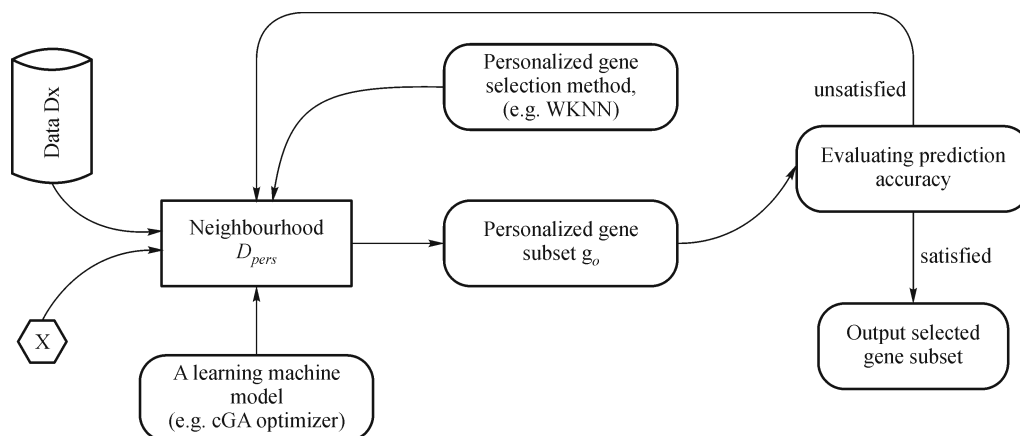 Data Dx
Personalized gene
selection method,
(e.g. WKNN)
unsatisfied
Evaluating prediction
accuracy
Neighbourhood
D_pers
Personalized gene
subset g_o
satisfied
X
A learning machine
model
(e.g. cGA optimizer)
Output selected
gene subset